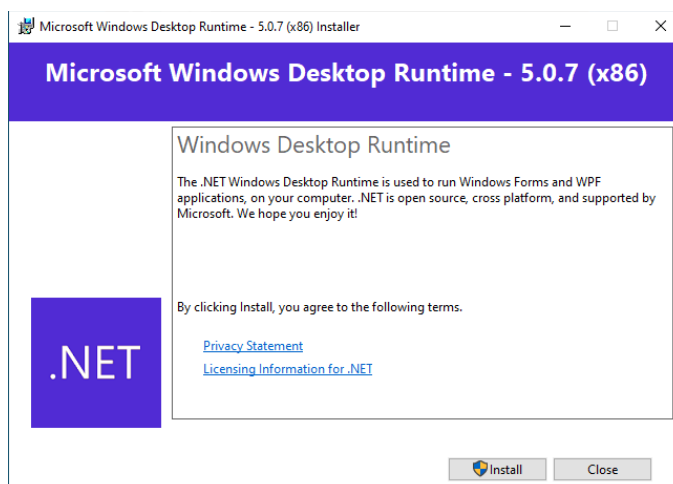 Microsoft Windows Desktop Runtime - 5.0.7 (x86) Installer
Microsoft Windows Desktop Runtime - 5.0.7 (x86)
Windows Desktop Runtime
The .NET Windows Desktop Runtime is used to run Windows Forms and WPF
applications, on your computer. .NET is open source, cross platform, and supported by
Microsoft. We hope you enjoy it!
By clicking Install, you agree to the following terms.
Privacy Statement
Licensing Information for .NET
.NET
Install
Close